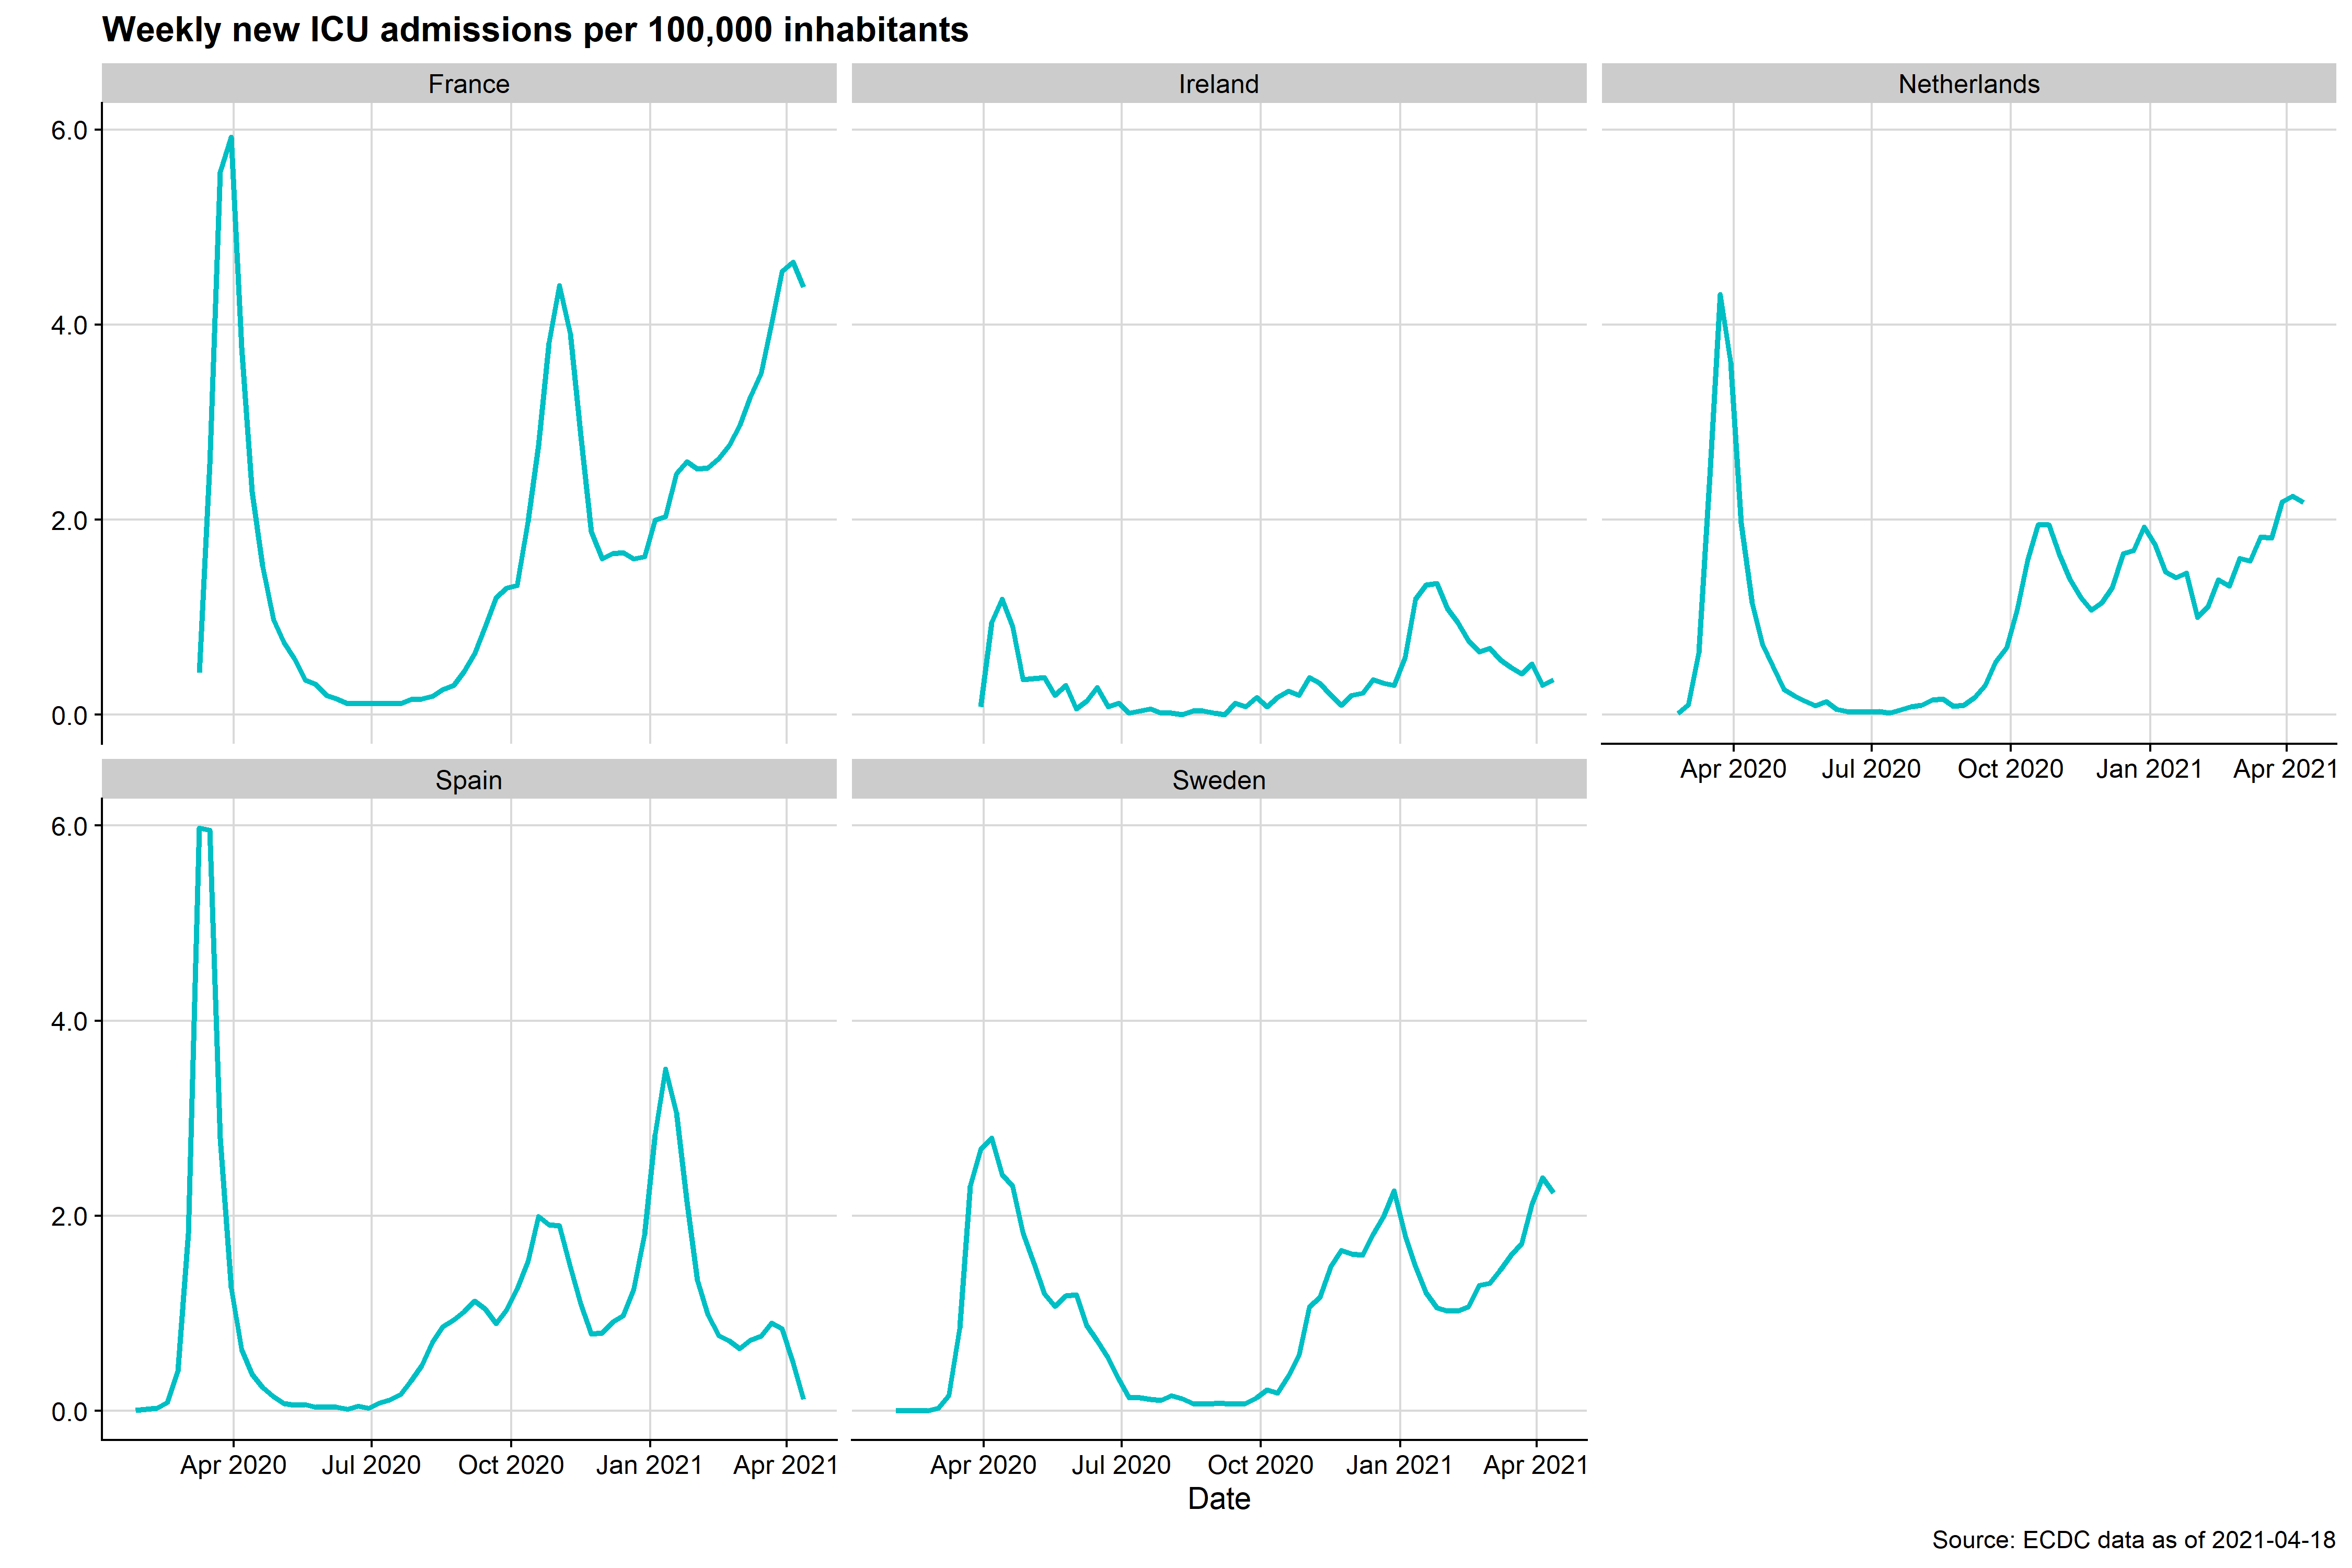 Weekly new ICU admissions per 100,000 inhabitants
France Ireland Netherlands
6.0
4.0
2.0
0.0
Apr 2020 Jul 2020 Oct 2020 Jan 2021 Apr 2021
Spain Sweden
6.0
4.0
2.0
0.0
Apr 2020 Jul 2020 Oct 2020 Jan 2021 Apr 2021 Apr 2020 Jul 2020 Oct 2020 Jan 2021 Apr 2021
Date
Source: ECDC data as of 2021-04-18